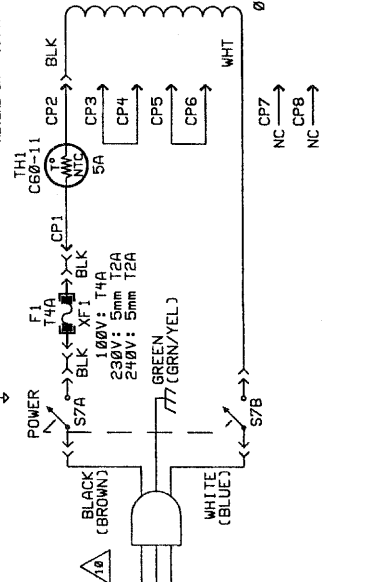 BLK
WHT
Ø
CP2
CP3
CP4
CP5
CP6
CP7
NC
CP8
NC
TH1
C60-11
T°
NTC
5A
CP1
BLK
F1
T4A
XF1
100V: T4A
230V: 5mm T2A
240V: 5mm T2A
BLK
GREEN
(GRN/YEL)
POWER
S7A
S7B
BLACK
(BROWN)
WHITE
(BLUE)
10